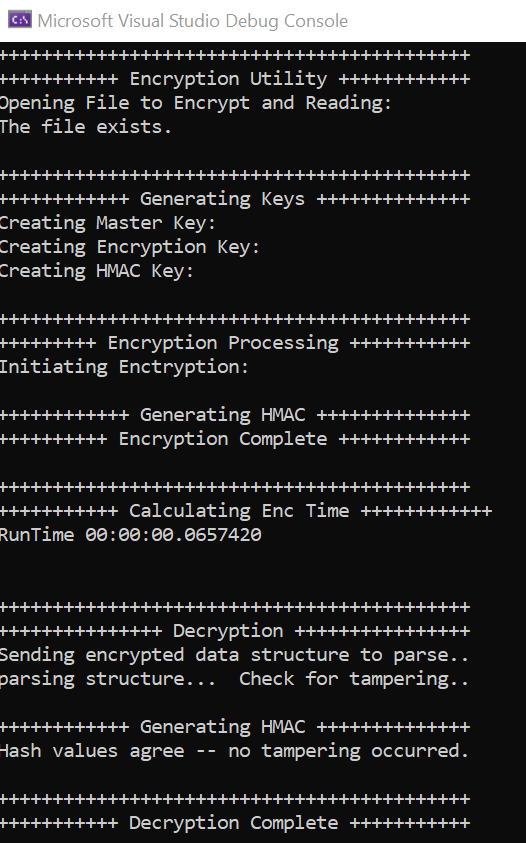 C:\ Microsoft Visual Studio Debug Console
+++++++++++++++++++++++++++++++++++++++++++
+++++++++++ Encryption Utility ++++++++++++
Opening File to Encrypt and Reading:
The file exists.
+++++++++++++++++++++++++++++++++++++++++++
++++++++++++ Generating Keys ++++++++++++++
Creating Master Key:
Creating Encryption Key:
Creating HMAC Key:
+++++++++++++++++++++++++++++++++++++++++++
+++++++++ Encryption Processing +++++++++++
Initiating Enctryption:
++++++++++++ Generating HMAC ++++++++++++++
++++++++++ Encryption Complete ++++++++++++
+++++++++++++++++++++++++++++++++++++++++++
+++++++++++ Calculating Enc Time ++++++++++++
RunTime 00:00:00.0657420
+++++++++++++++++++++++++++++++++++++++++++
+++++++++++++++ Decryption ++++++++++++++++
Sending encrypted data structure to parse..
parsing structure...  Check for tampering..
++++++++++++ Generating HMAC ++++++++++++++
Hash values agree -- no tampering occurred.
+++++++++++++++++++++++++++++++++++++++++++
+++++++++++ Decryption Complete +++++++++++